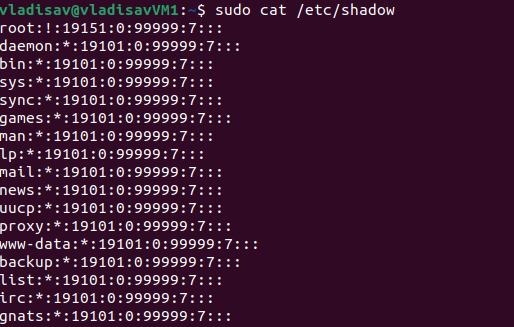 vladisav@vladisavVM1:~$ sudo cat /etc/shadow
root:!:19151:0:99999:7:::
daemon:*:19101:0:99999:7:::
bin:*:19101:0:99999:7:::
sys:*:19101:0:99999:7:::
sync:*:19101:0:99999:7:::
games:*:19101:0:99999:7:::
man:*:19101:0:99999:7:::
lp:*:19101:0:99999:7:::
mail:*:19101:0:99999:7:::
news:*:19101:0:99999:7:::
uucp:*:19101:0:99999:7:::
proxy:*:19101:0:99999:7:::
www-data:*:19101:0:99999:7:::
backup:*:19101:0:99999:7:::
list:*:19101:0:99999:7:::
irc:*:19101:0:99999:7:::
gnats:*:19101:0:99999:7:::